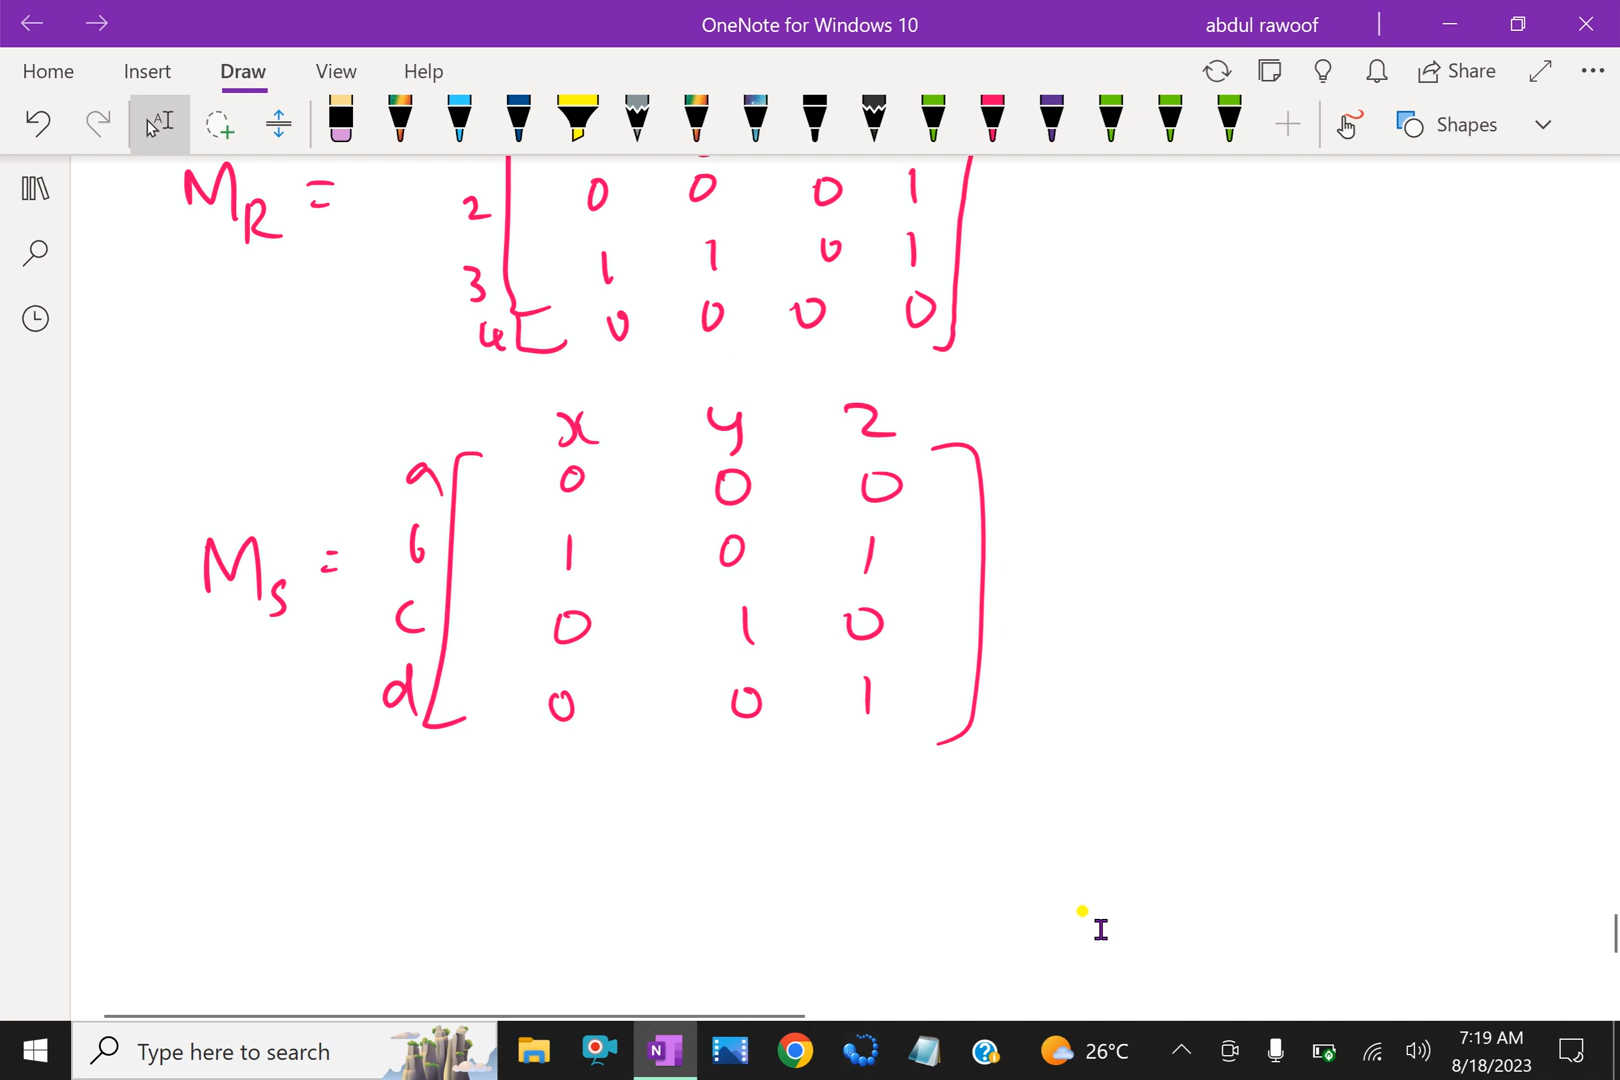 OneNote for Windows 10
abdul rawoof
Home Insert Draw View Help
Share
Shapes
M_R =
2 0 0 0 1
3 1 1 0 1
4 0 0 0 0
x y z
a 0 0 0
M_S = b 1 0 1
c 0 1 0
d 0 0 1
Type here to search
26°C
7:19 AM
8/18/2023